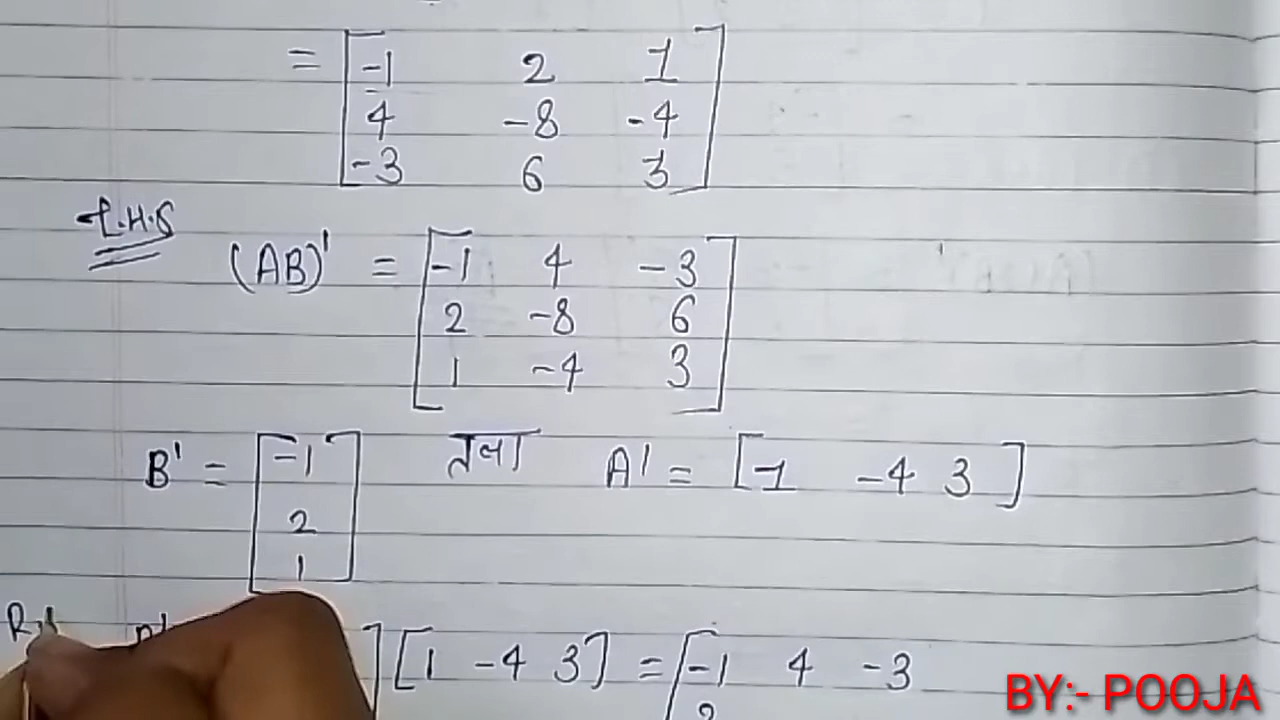 = [-1 2 1
4 -8 -4
-3 6 3]
L.H.S
(AB)' = [-1 4 -3
2 -8 6
1 -4 3]
B' = [-1
2
1] तथा A' = [1 -4 3]
] [1 -4 3] = [-1 4 -3
2
BY:- POOJA